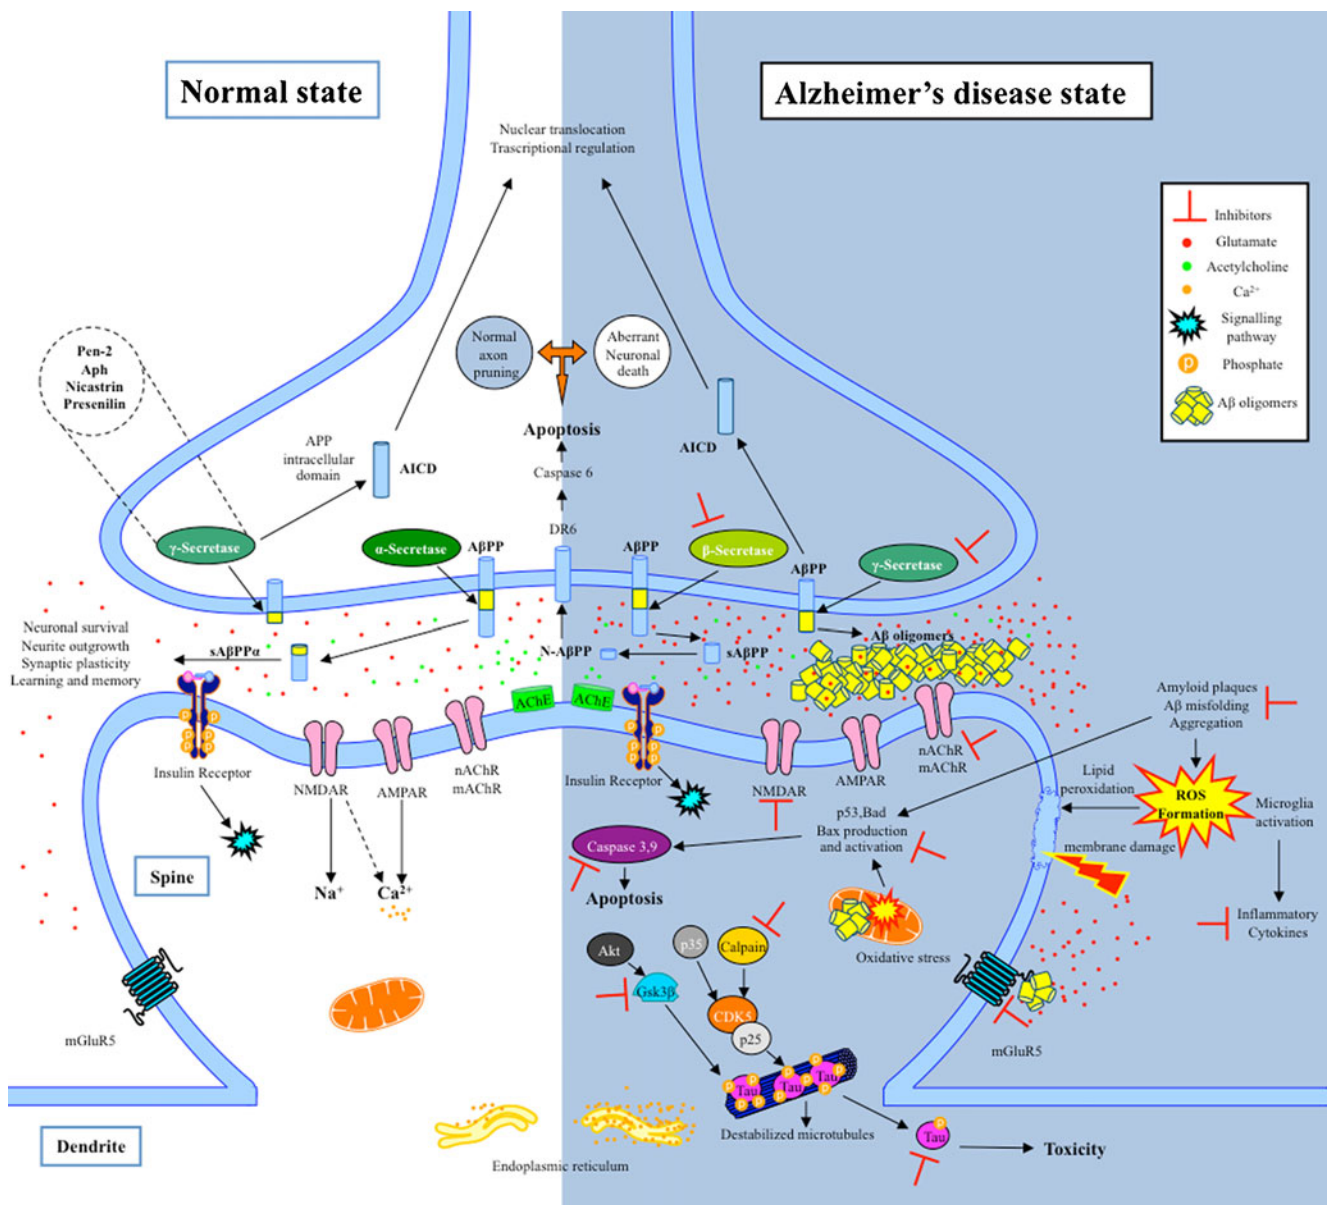 Normal state
Alzheimer's disease state
Nuclear translocation
Trascriptional regulation
Inhibitors
Glutamate
Acetylcholine
Ca²⁺
Signalling
pathway
P
Phosphate
Aβ oligomers
Pen-2
Aph
Nicastrin
Presenilin
Normal
axon
pruning
Aberrant
Neuronal
death
Apoptosis
APP
intracellular
domain
AICD
AICD
Caspase 6
DR6
γ-Secretase
α-Secretase
AβPP
AβPP
β-Secretase
AβPP
γ-Secretase
Neuronal survival
Neurite outgrowth
Synaptic plasticity
Learning and memory
sAβPPα
N-AβPP
sAβPP
Aβ oligomers
AChE
AChE
P
P
P
P
P
P
P
P
P
P
P
P
Insulin Receptor
NMDAR
AMPAR
nAChR
mAChR
Insulin Receptor
NMDAR
AMPAR
nAChR
mAChR
Amyloid plaques
Aβ misfolding
Aggregation
Lipid
peroxidation
ROS
Formation
Microglia
activation
membrane damage
Inflammatory
Cytokines
p53,Bad
Bax production
and activation
Caspase 3,9
Apoptosis
Spine
Na⁺
Ca²⁺
Oxidative stress
Akt
p35
Calpain
Gsk3β
CDK5
p25
mGluR5
mGluR5
P
P
P
P
P
P
P
P
P
P
Tau
Tau
Tau
Destabilized microtubules
P
Tau
Toxicity
Dendrite
Endoplasmic reticulum